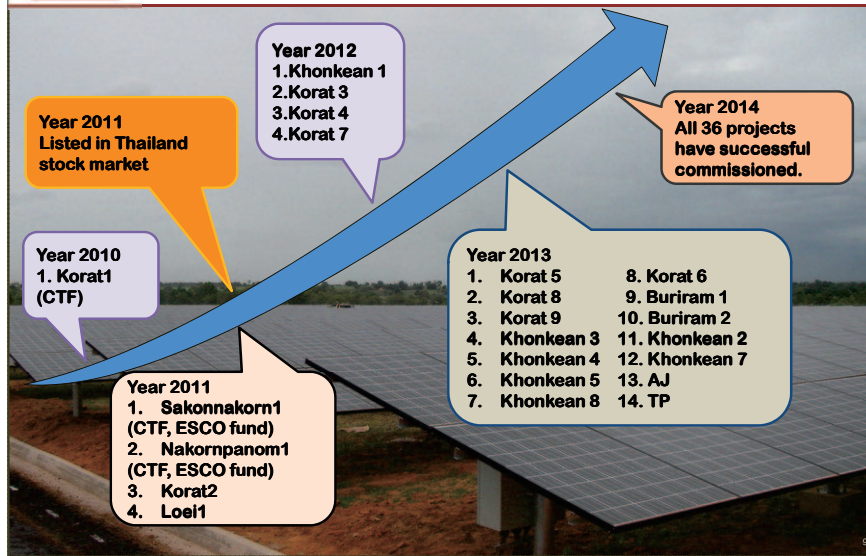 Year 2010
1. Korat1
(CTF)
Year 2011
Listed in Thailand
stock market
Year 2011
1. Sakonnakorn1
(CTF, ESCO fund)
2. Nakornpanom1
(CTF, ESCO fund)
3. Korat2
4. Loei1
Year 2012
1.Khonkean 1
2.Korat 3
3.Korat 4
4.Korat 7
Year 2013
1. Korat 5
2. Korat 8
3. Korat 9
4. Khonkean 3
5. Khonkean 4
6. Khonkean 5
7. Khonkean 8
8. Korat 6
9. Buriram 1
10. Buriram 2
11. Khonkean 2
12. Khonkean 7
13. AJ
14. TP
Year 2014
All 36 projects
have successful
commissioned.